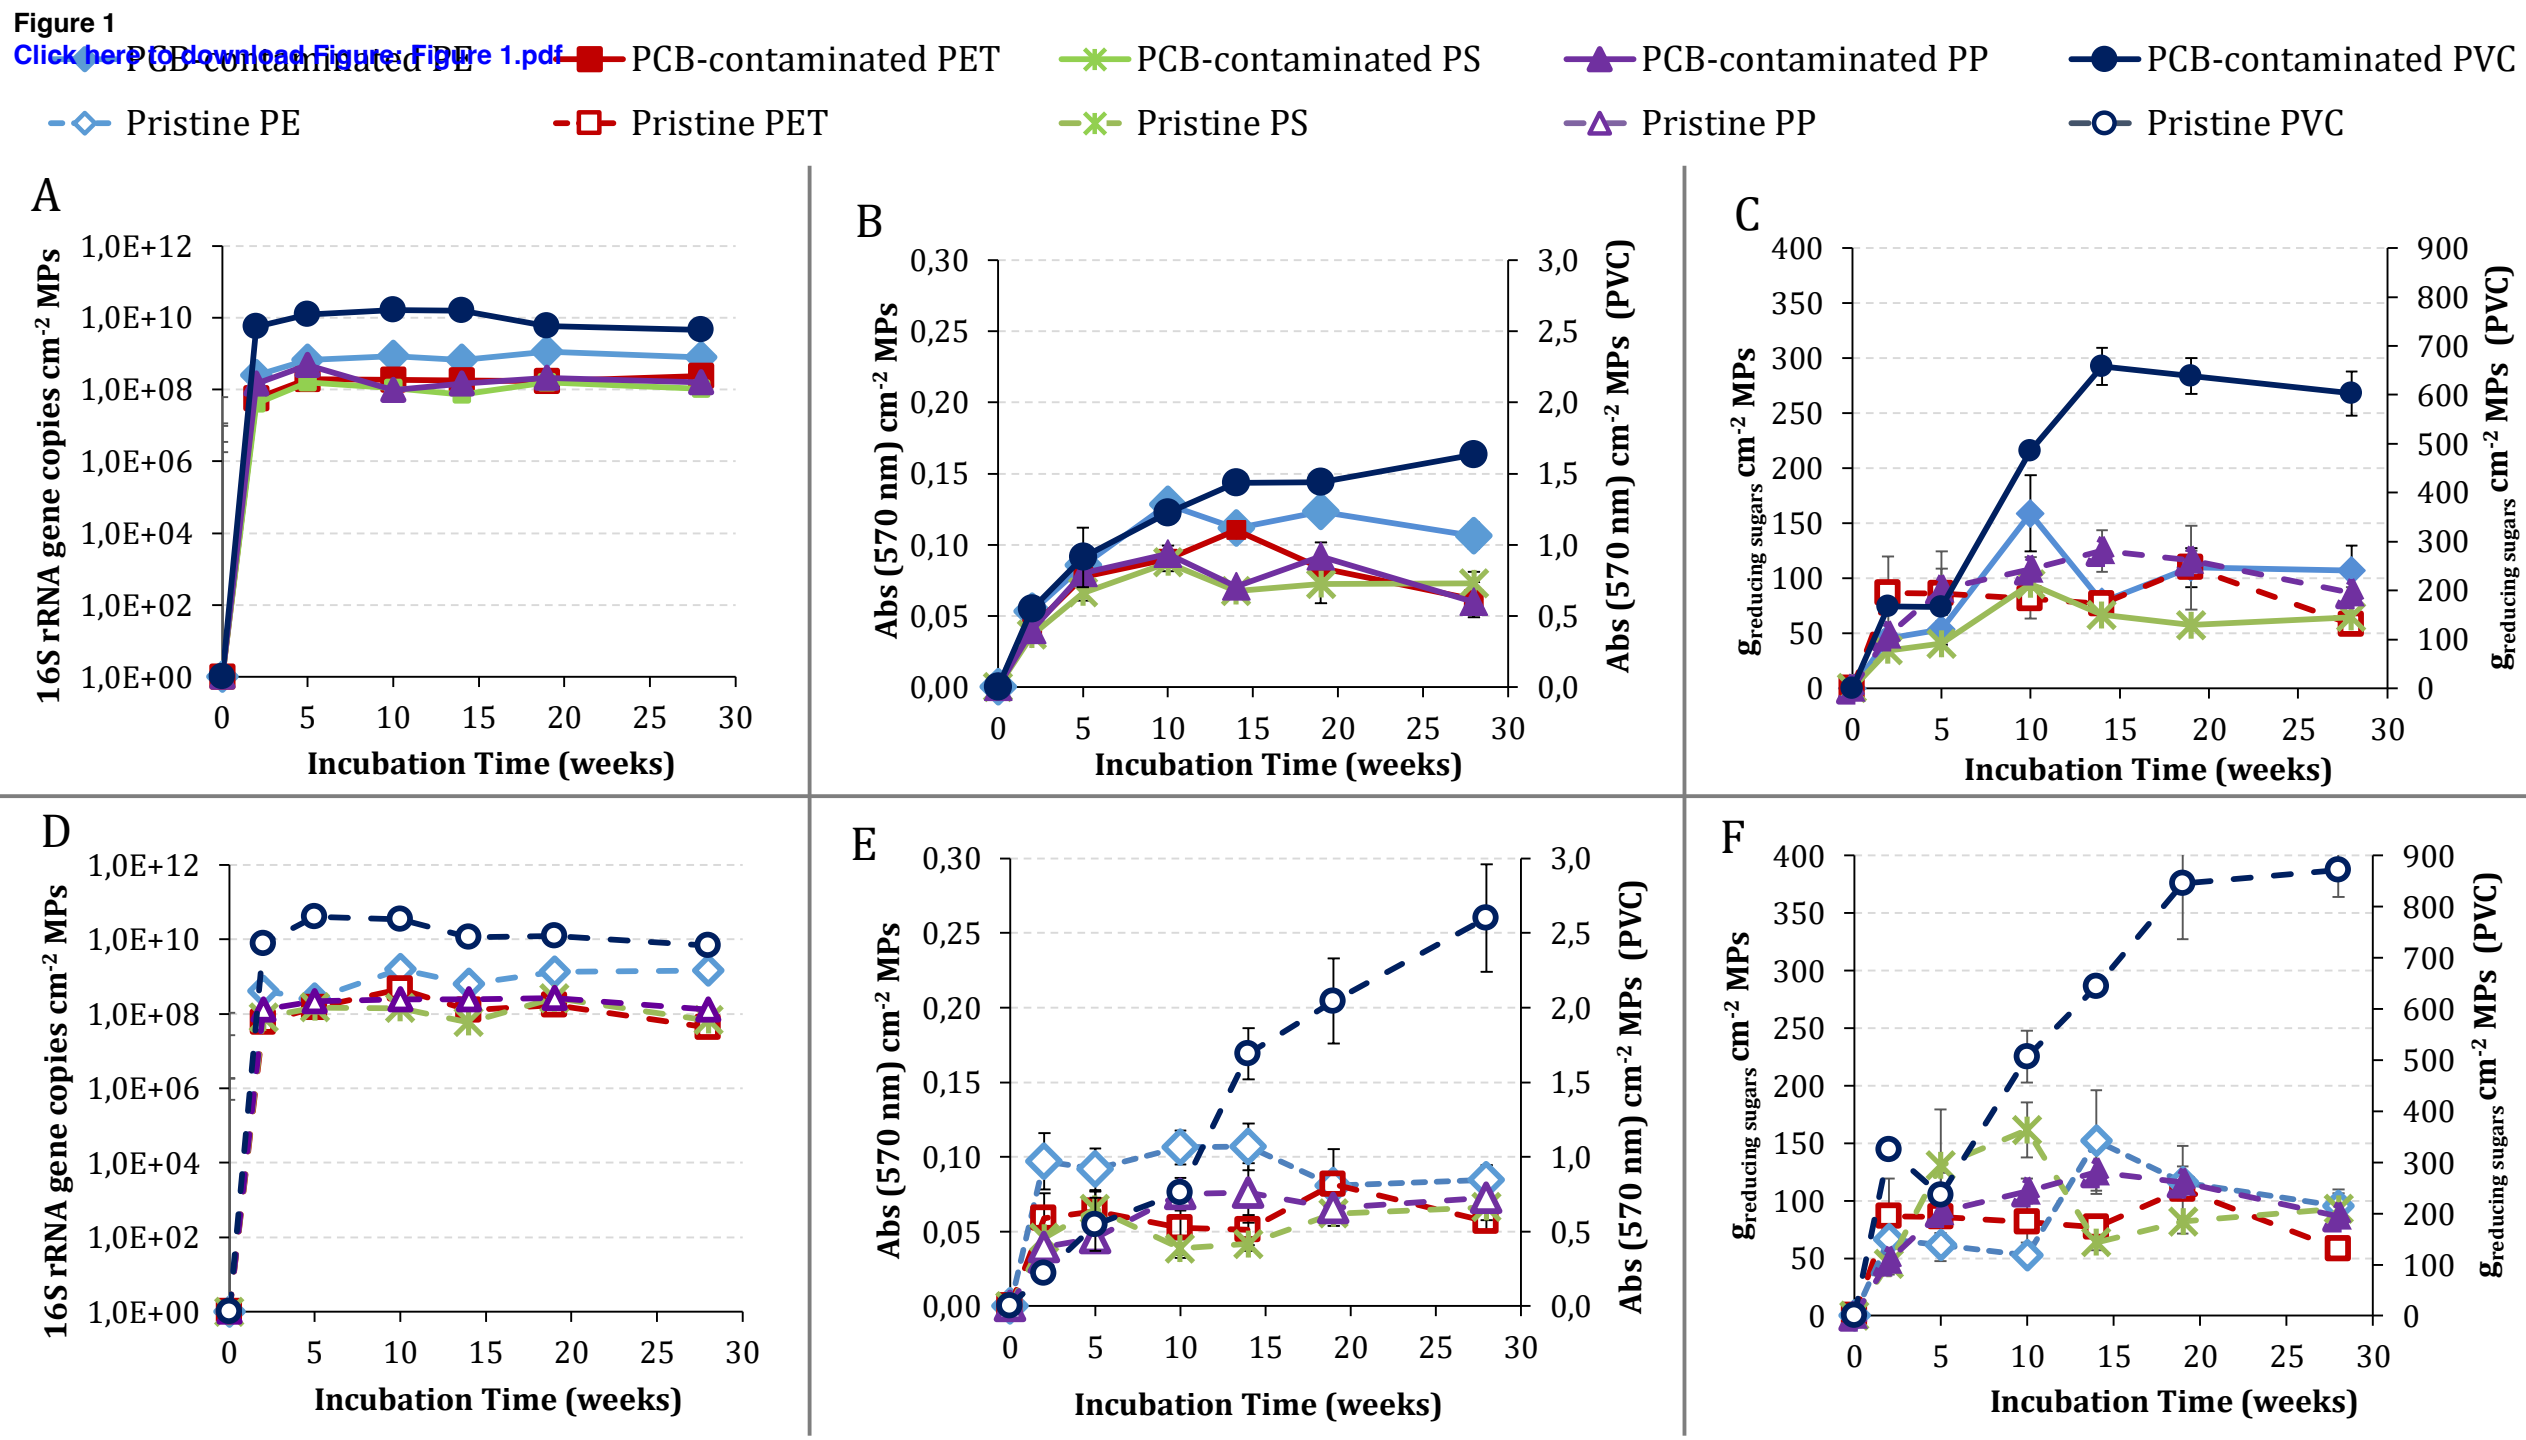 Figure 1
Click here to download Figure: Figure 1.pdf
PCB-contaminated PE PCB-contaminated PET PCB-contaminated PS PCB-contaminated PP PCB-contaminated PVC
Pristine PE Pristine PET Pristine PS Pristine PP Pristine PVC
A
16S rRNA gene copies cm-2 MPs
1,0E+12
1,0E+10
1,0E+08
1,0E+06
1,0E+04
1,0E+02
1,0E+00
0 5 10 15 20 25 30
Incubation Time (weeks)
B
Abs (570 nm) cm-2 MPs
0,30
0,25
0,20
0,15
0,10
0,05
0,00
3,0
2,5
2,0
1,5
1,0
0,5
0,0
Abs (570 nm) cm-2 MPs (PVC)
0 5 10 15 20 25 30
Incubation Time (weeks)
C
greducing sugars cm-2 MPs
400
350
300
250
200
150
100
50
0
900
800
700
600
500
400
300
200
100
0
greducing sugars cm-2 MPs (PVC)
0 5 10 15 20 25 30
Incubation Time (weeks)
D
16S rRNA gene copies cm-2 MPs
1,0E+12
1,0E+10
1,0E+08
1,0E+06
1,0E+04
1,0E+02
1,0E+00
0 5 10 15 20 25 30
Incubation Time (weeks)
E
Abs (570 nm) cm-2 MPs
0,30
0,25
0,20
0,15
0,10
0,05
0,00
3,0
2,5
2,0
1,5
1,0
0,5
0,0
Abs (570 nm) cm-2 MPs (PVC)
0 5 10 15 20 25 30
Incubation Time (weeks)
F
greducing sugars cm-2 MPs
400
350
300
250
200
150
100
50
0
900
800
700
600
500
400
300
200
100
0
greducing sugars cm-2 MPs (PVC)
0 5 10 15 20 25 30
Incubation Time (weeks)